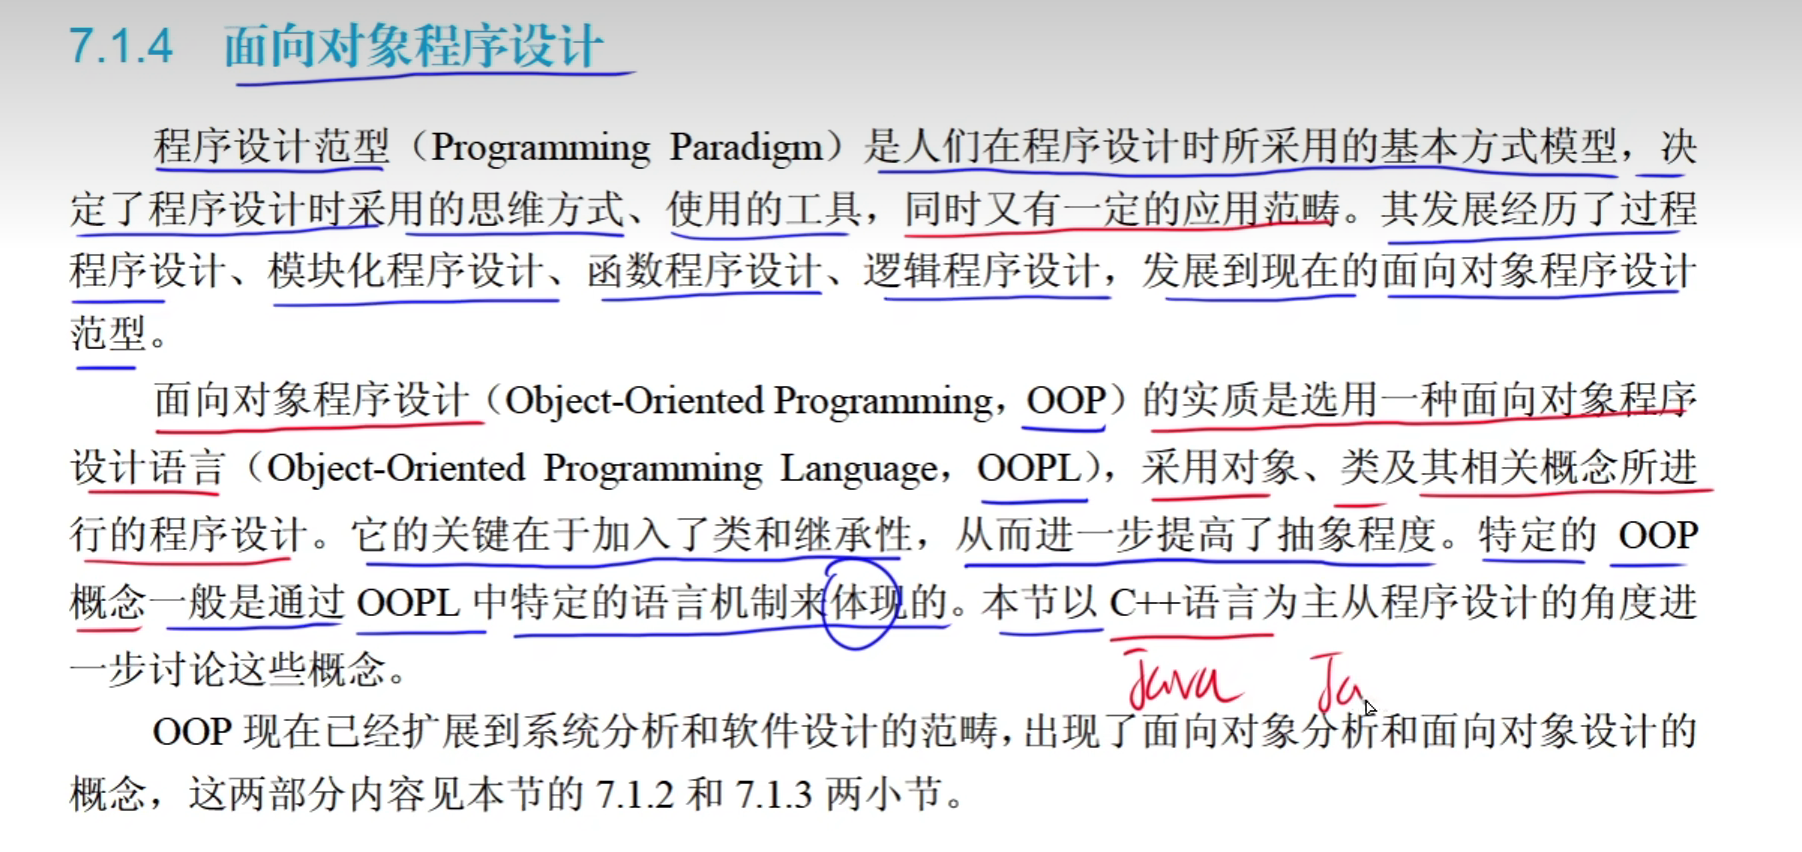 7.1.4 面向对象程序设计
程序设计范型（Programming Paradigm）是人们在程序设计时所采用的基本方式模型，决
定了程序设计时采用的思维方式、使用的工具，同时又有一定的应用范畴。其发展经历了过程
程序设计、模块化程序设计、函数程序设计、逻辑程序设计，发展到现在的面向对象程序设计
范型。
面向对象程序设计（Object-Oriented Programming，OOP）的实质是选用一种面向对象程序
设计语言（Object-Oriented Programming Language，OOPL），采用对象、类及其相关概念所进
行的程序设计。它的关键在于加入了类和继承性，从而进一步提高了抽象程度。特定的 OOP
概念一般是通过 OOPL 中特定的语言机制来体现的。本节以 C++语言为主从程序设计的角度进
一步讨论这些概念。
Java Ja
OOP 现在已经扩展到系统分析和软件设计的范畴，出现了面向对象分析和面向对象设计的
概念，这两部分内容见本节的 7.1.2 和 7.1.3 两小节。